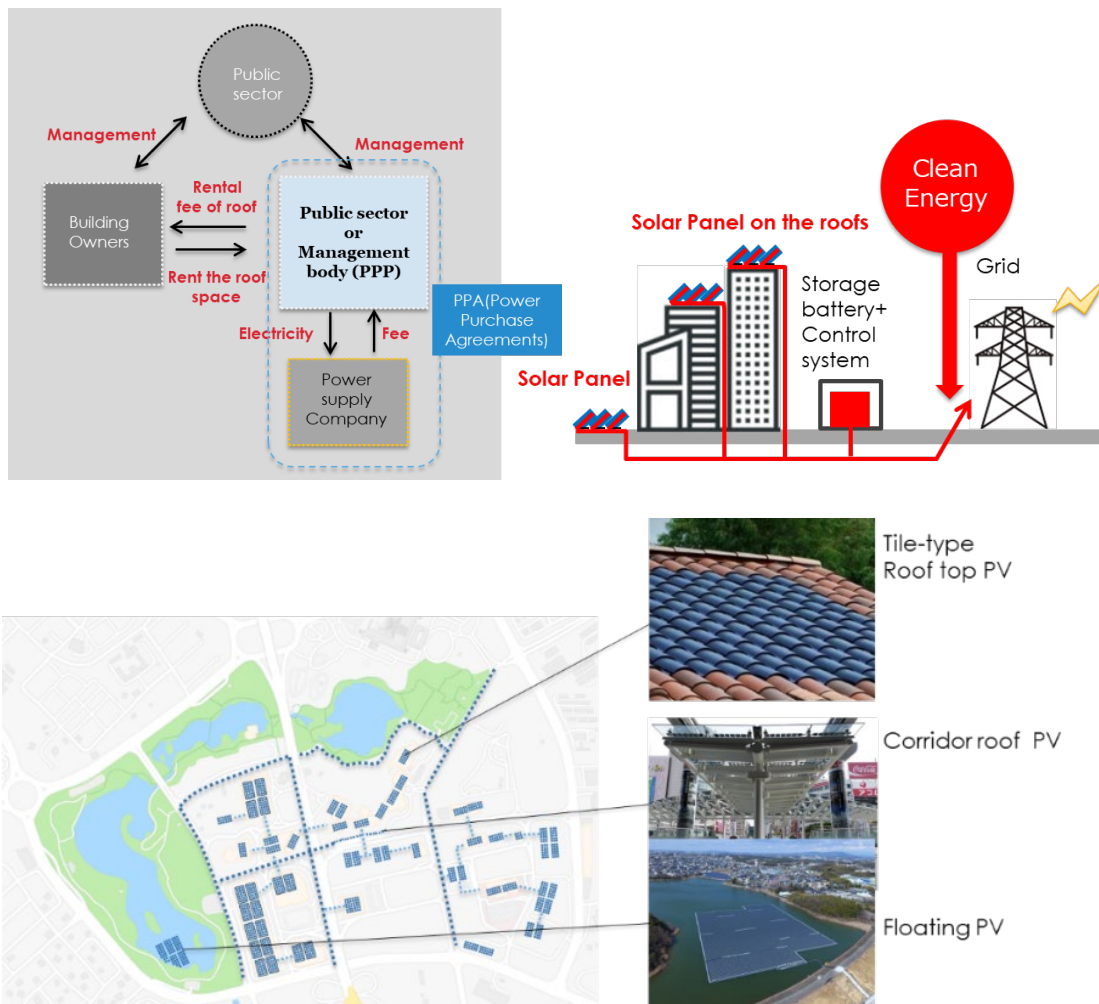 Public
sector
Management
Management
Rental
fee of roof
Building
Owners
Rent the roof
space
Public sector
or
Management
body (PPP)
PPA(Power
Purchase
Agreements)
Electricity
Fee
Power
supply
Company
Clean
Energy
Solar Panel on the roofs
Grid
Storage
battery+
Control
system
Solar Panel
Tile-type
Roof top PV
Corridor roof PV
Coca-Cola
Floating PV